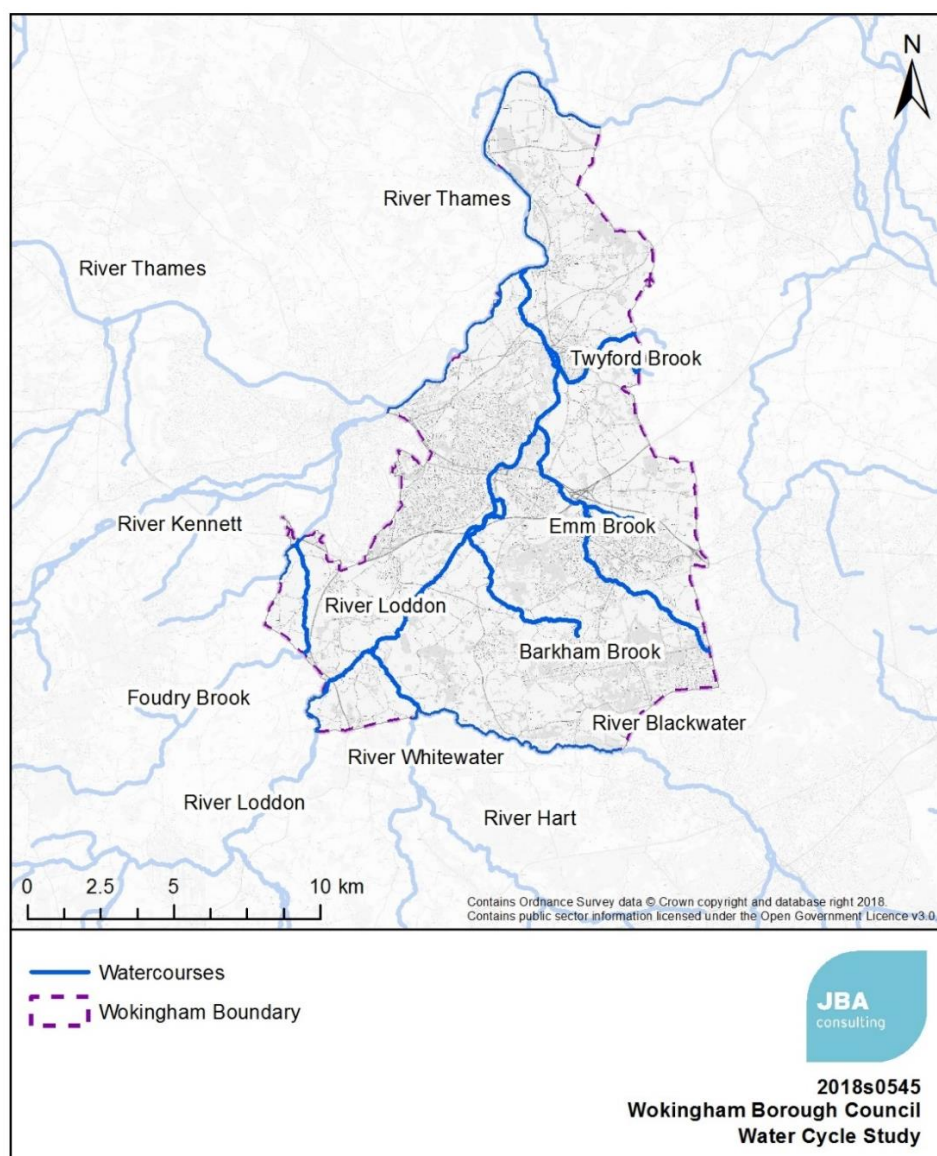 N
River Thames
River Thames
Twyford Brook
River Kennett
Emm Brook
River Loddon
Barkham Brook
Foudry Brook
River Blackwater
River Whitewater
River Loddon
River Hart
0 2.5 5 10 km
Contains Ordnance Survey data © Crown copyright and database right 2018.
Contains public sector information licensed under the Open Government Licence v3.0
Watercourses
Wokingham Boundary
JBA
consulting
2018s0545
Wokingham Borough Council
Water Cycle Study